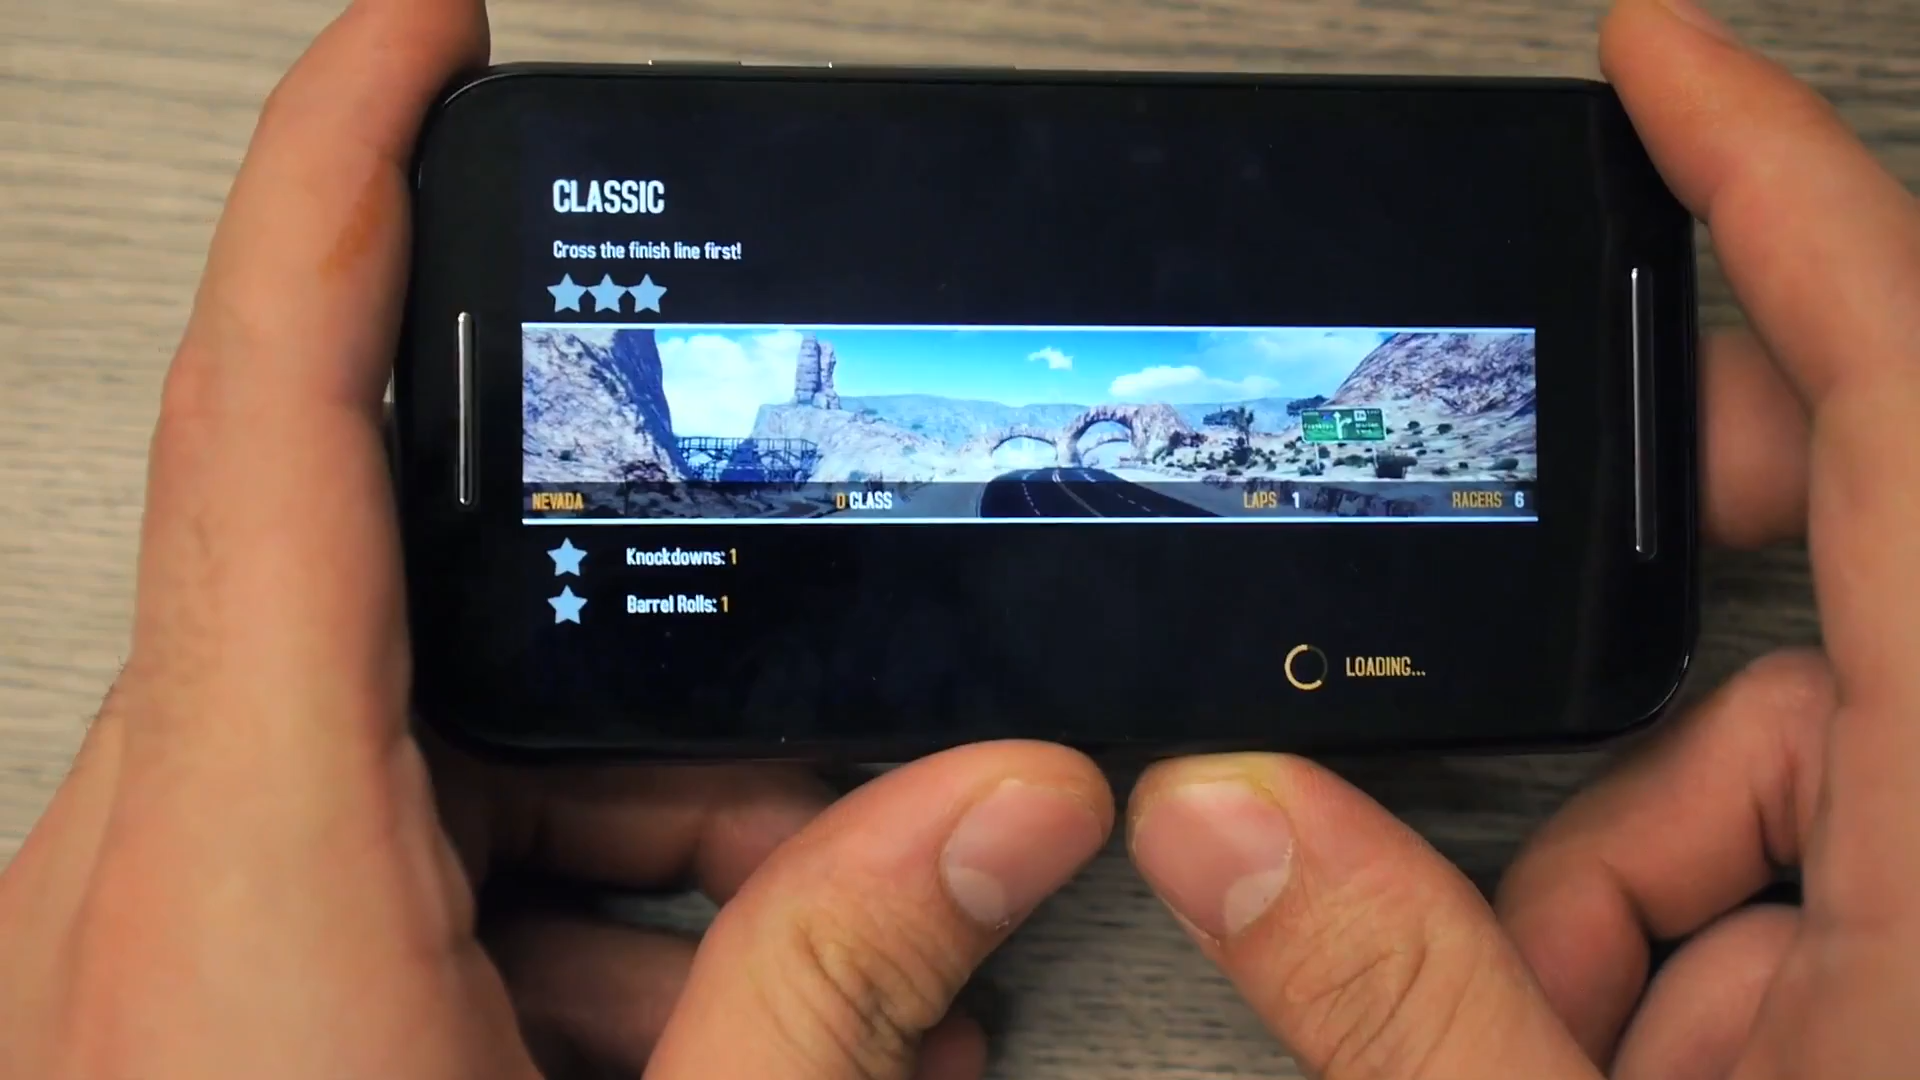 CLASSIC
Cross the finish line first!
NEVADA D CLASS LAPS 1 RACERS 6
Knockdowns: 1
Barrel Rolls: 1
LOADING...